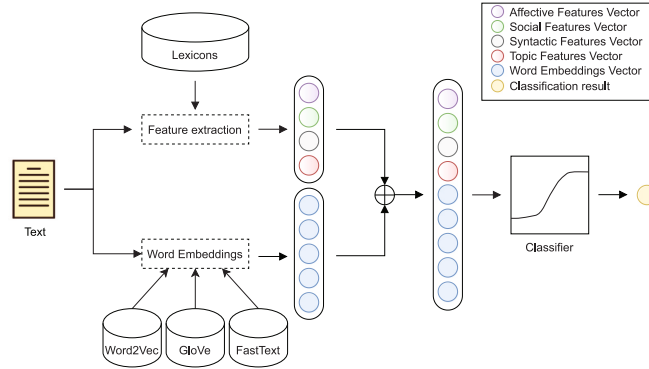 Affective Features Vector
Social Features Vector
Syntactic Features Vector
Topic Features Vector
Word Embeddings Vector
Classification result
Lexicons
Feature extraction
Text
Word Embeddings
Classifier
Word2Vec
GloVe
FastText